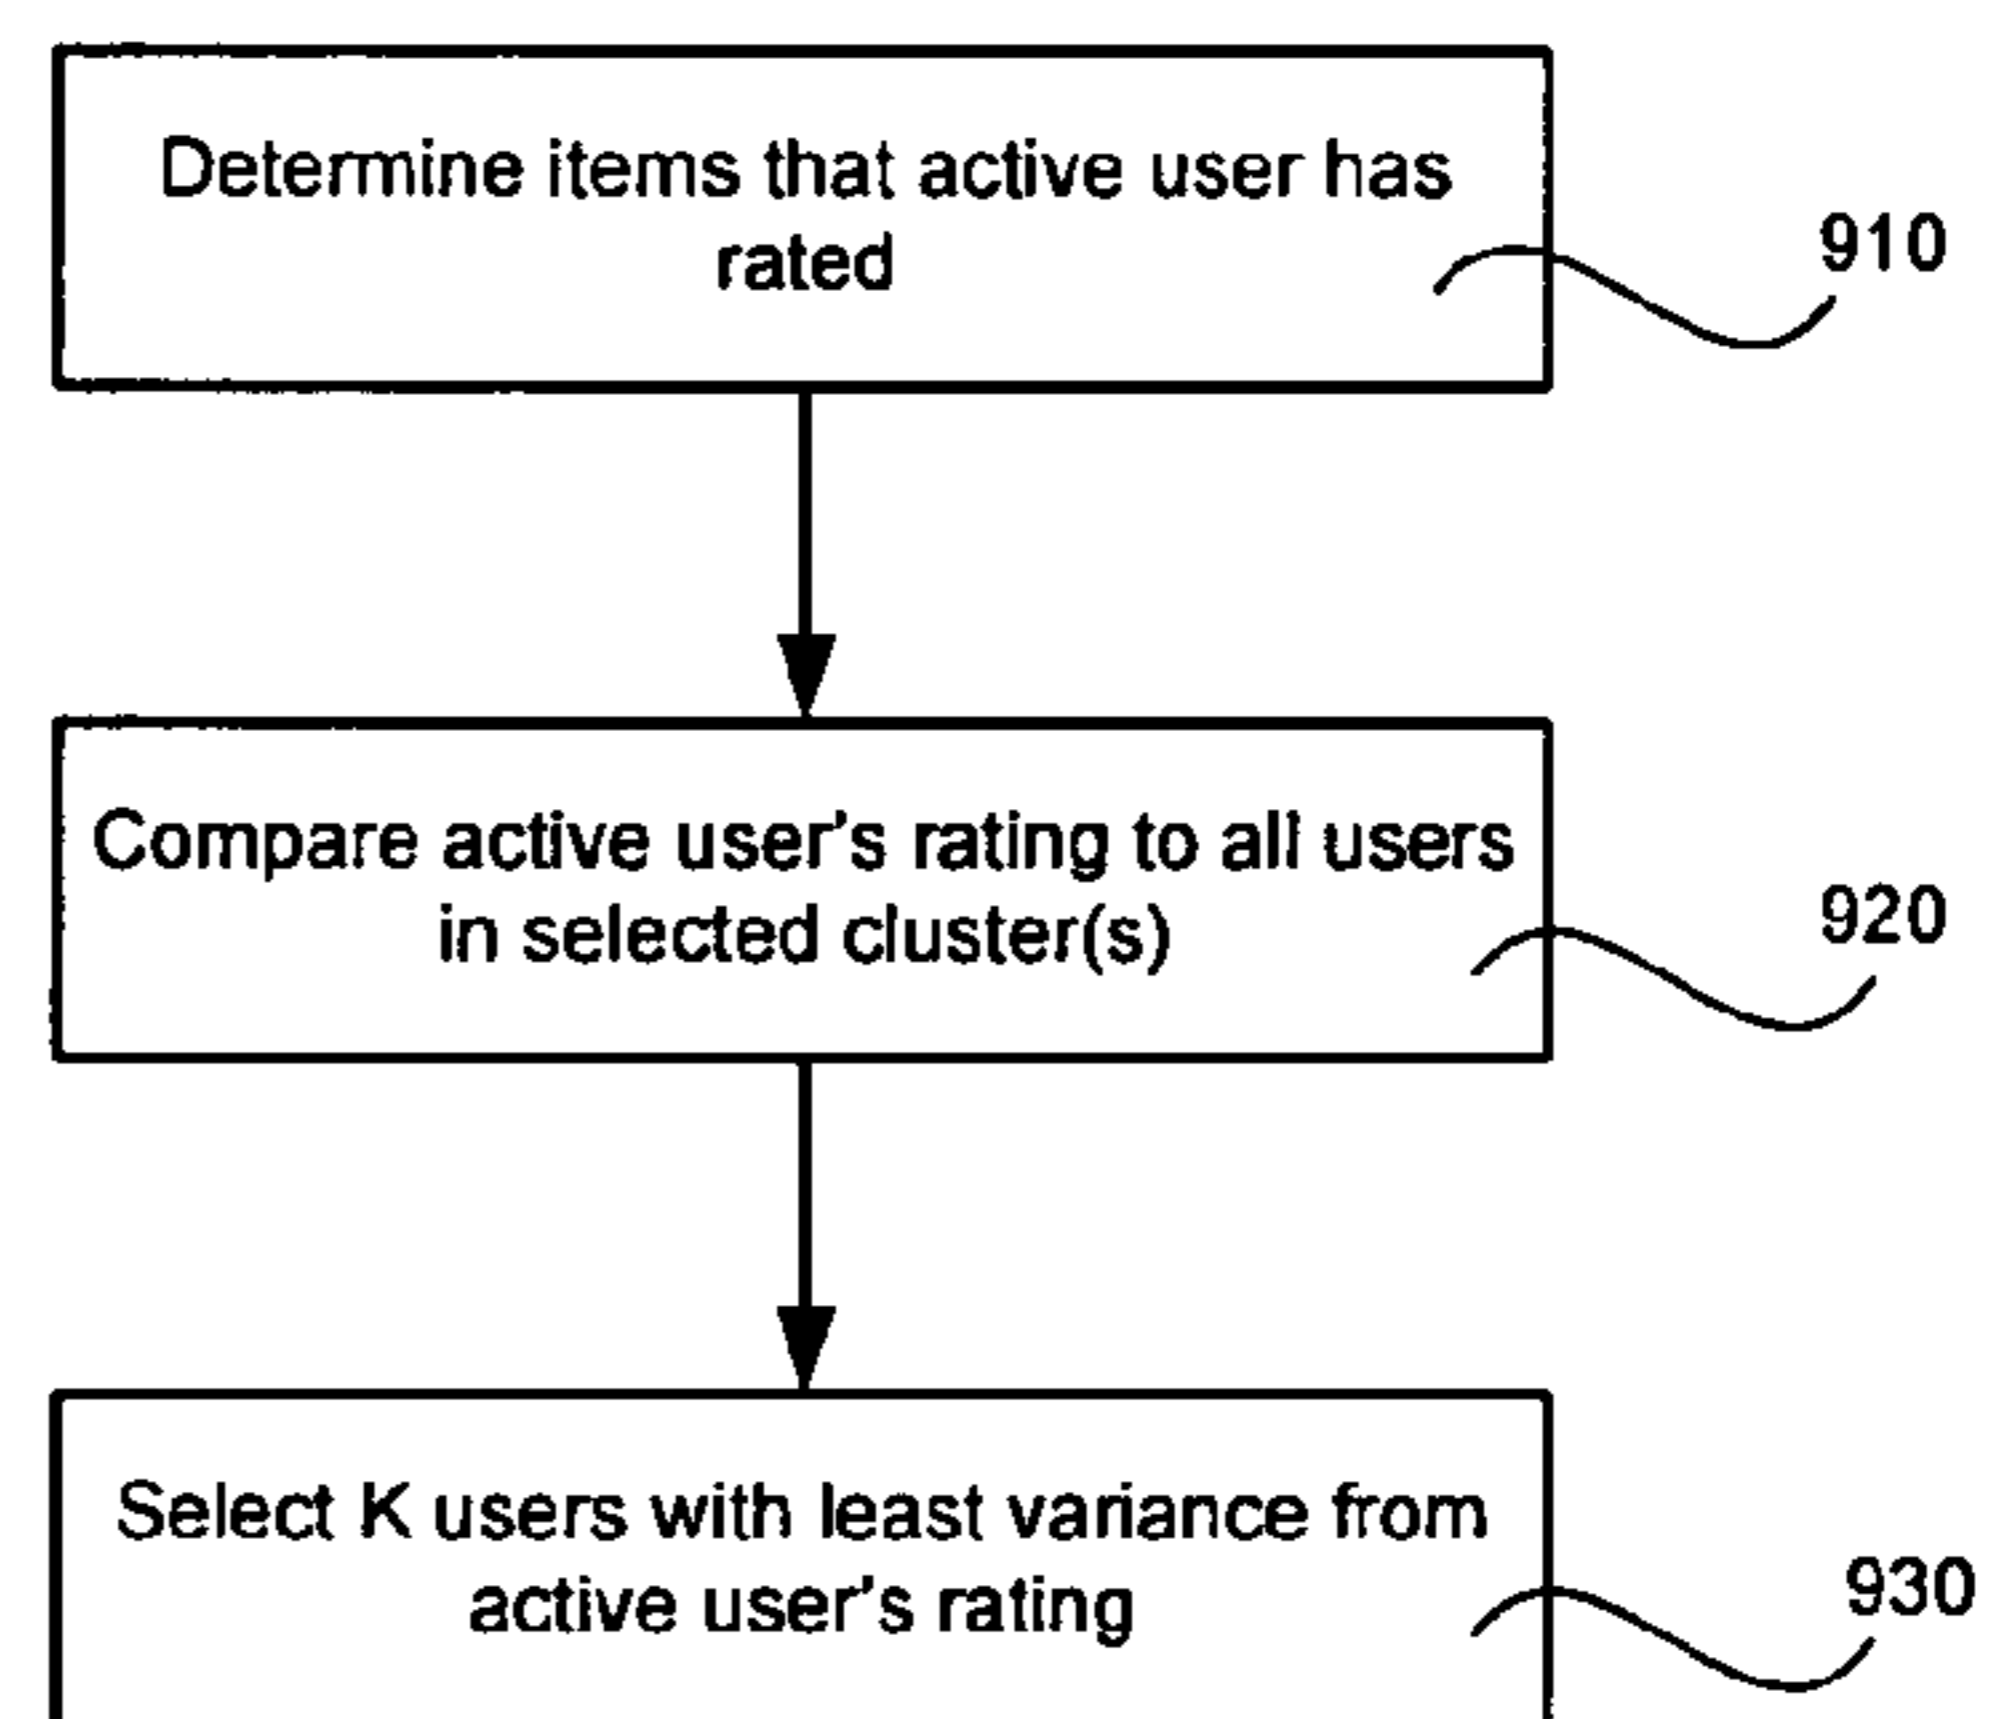 Determine items that active user has
rated
910
Compare active user's rating to all users
in selected cluster(s)
920
Select K users with least variance from
active user's rating
930